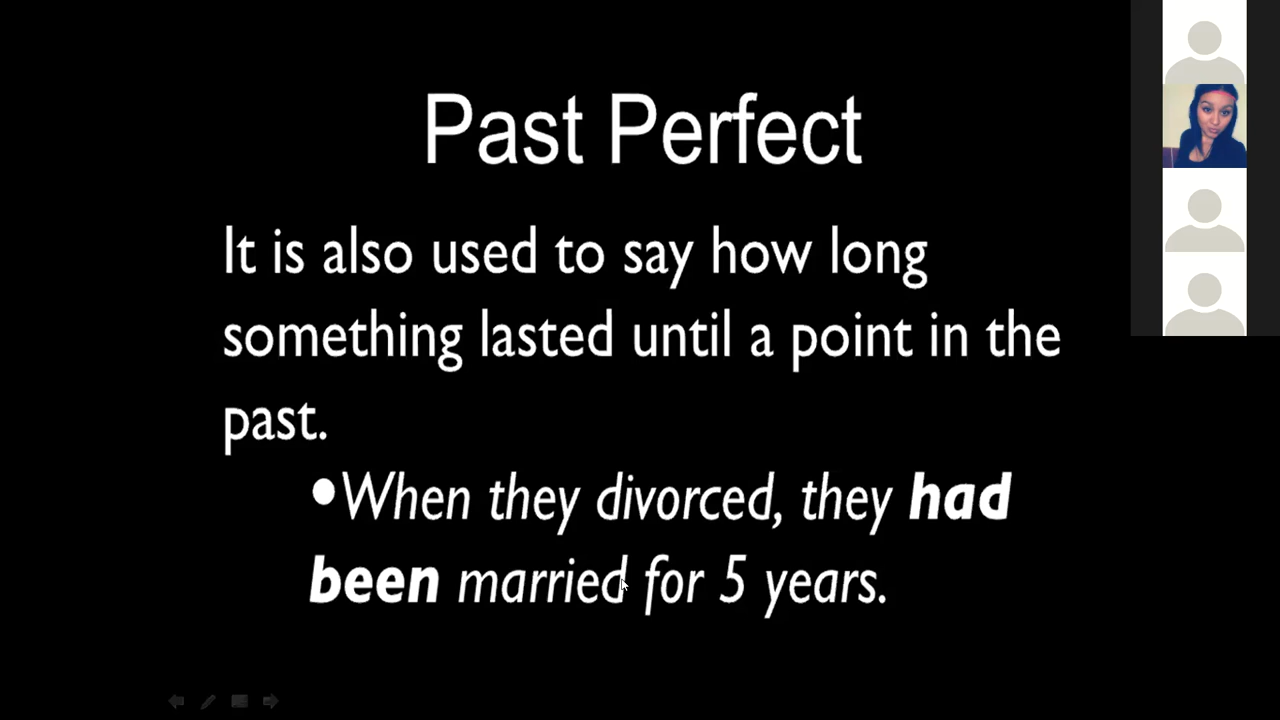 Past Perfect
It is also used to say how long
something lasted until a point in the
past.
•When they divorced, they had
been married for 5 years.